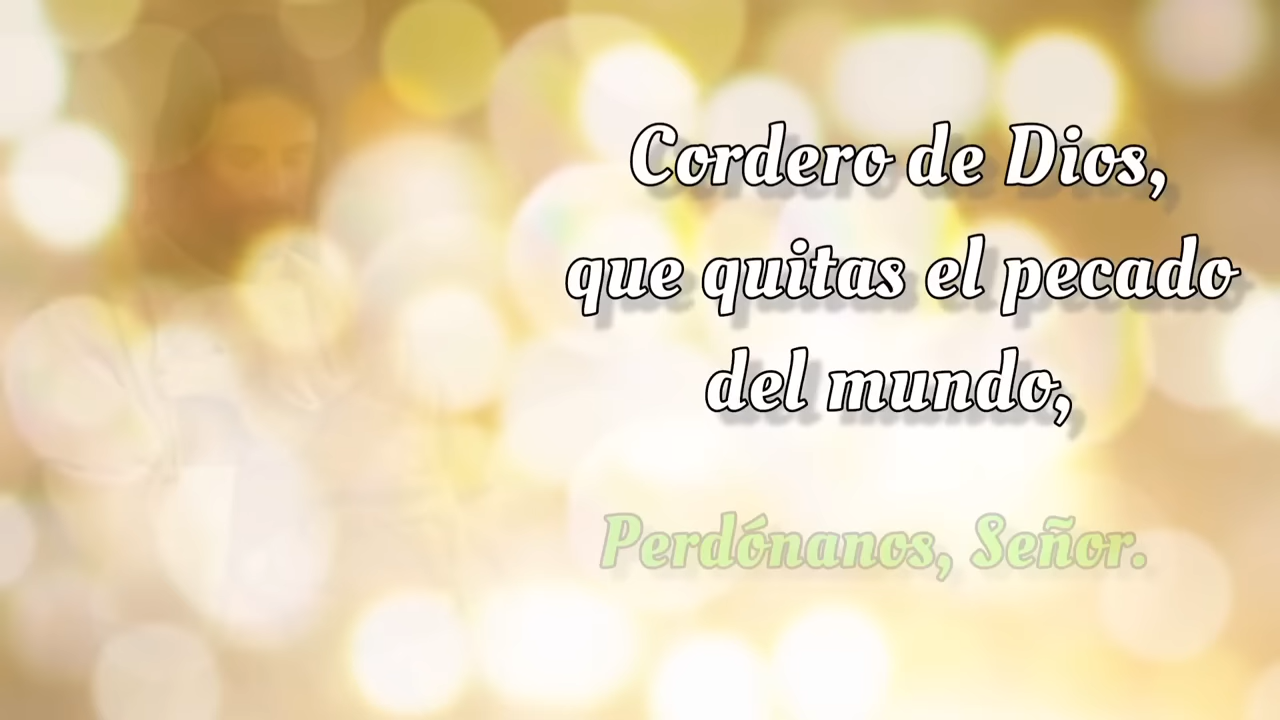 Cordero de Dios,
que quitas el pecado
del mundo,
Perdónanos, Señor.